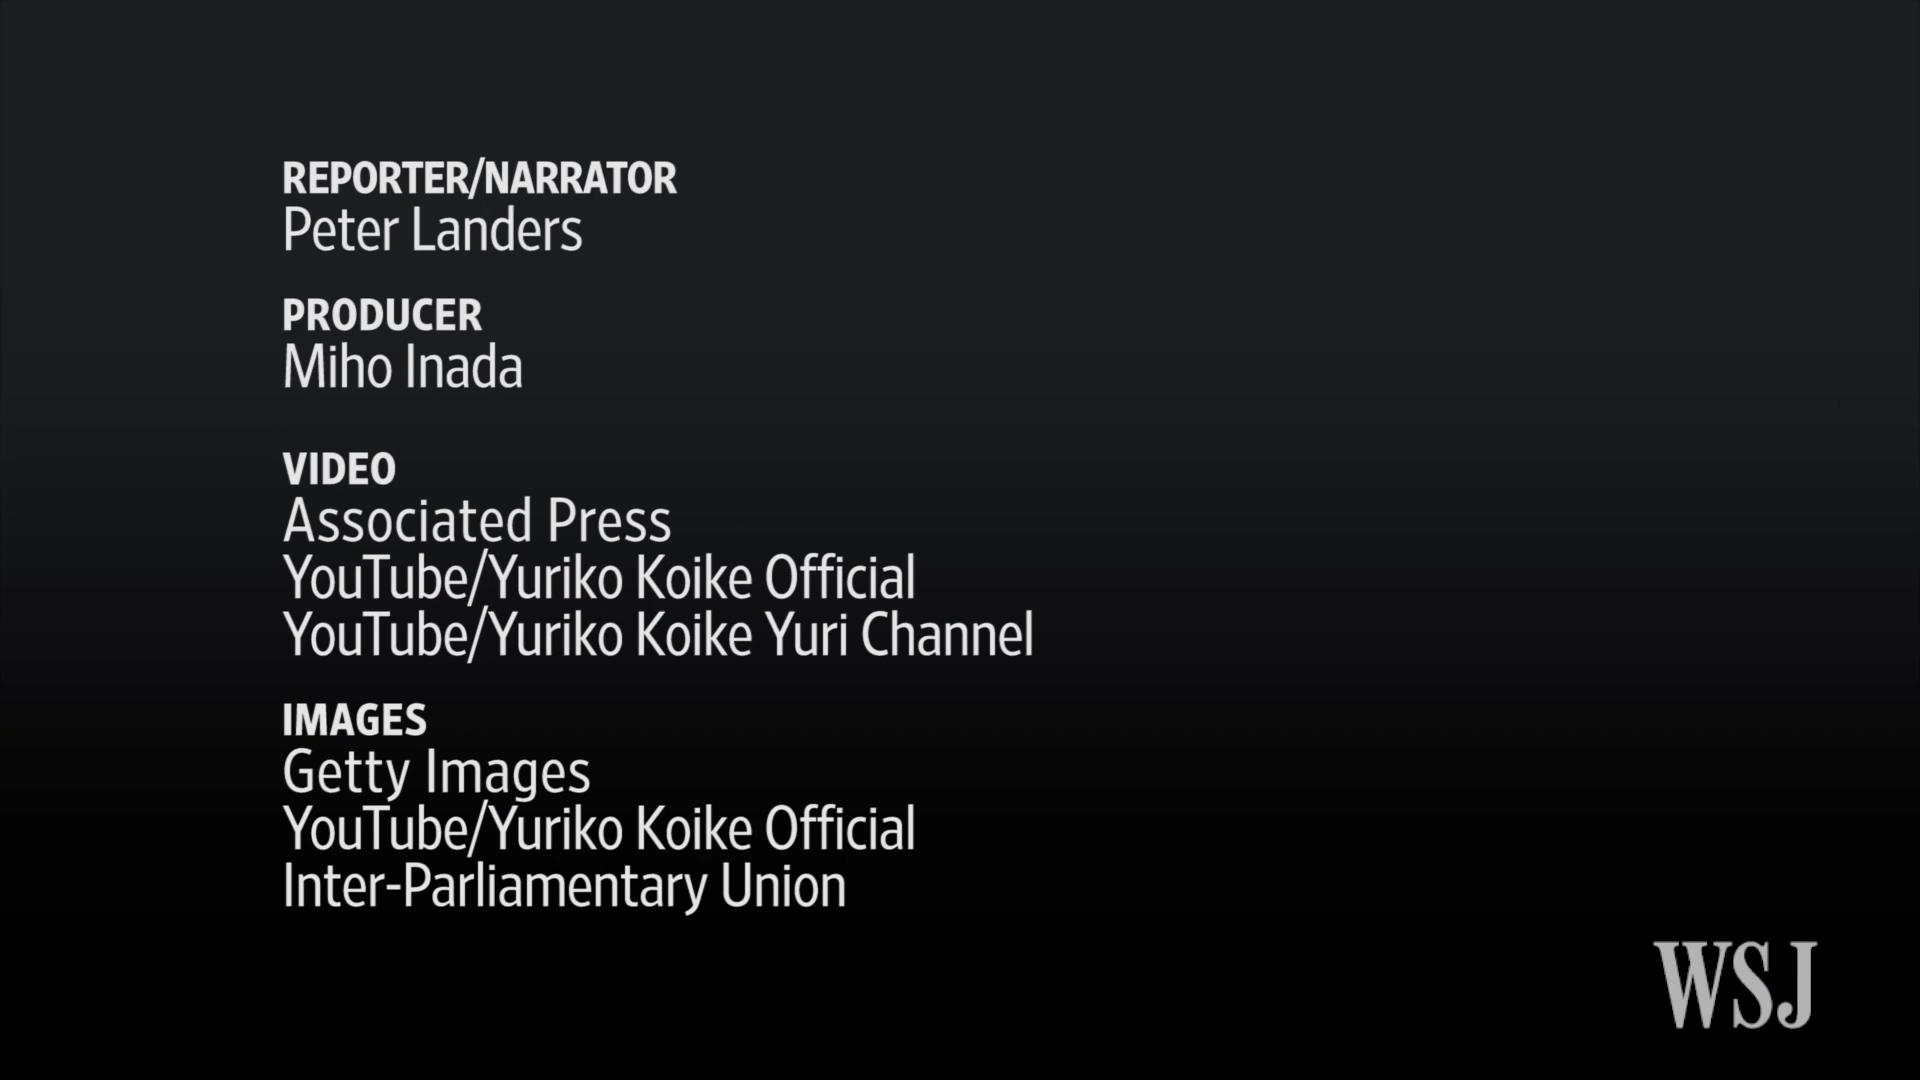 REPORTER/NARRATOR
Peter Landers
PRODUCER
Miho Inada
VIDEO
Associated Press
YouTube/Yuriko Koike Official
YouTube/Yuriko Koike Yuri Channel
IMAGES
Getty Images
YouTube/Yuriko Koike Official
Inter-Parliamentary Union
WSJ